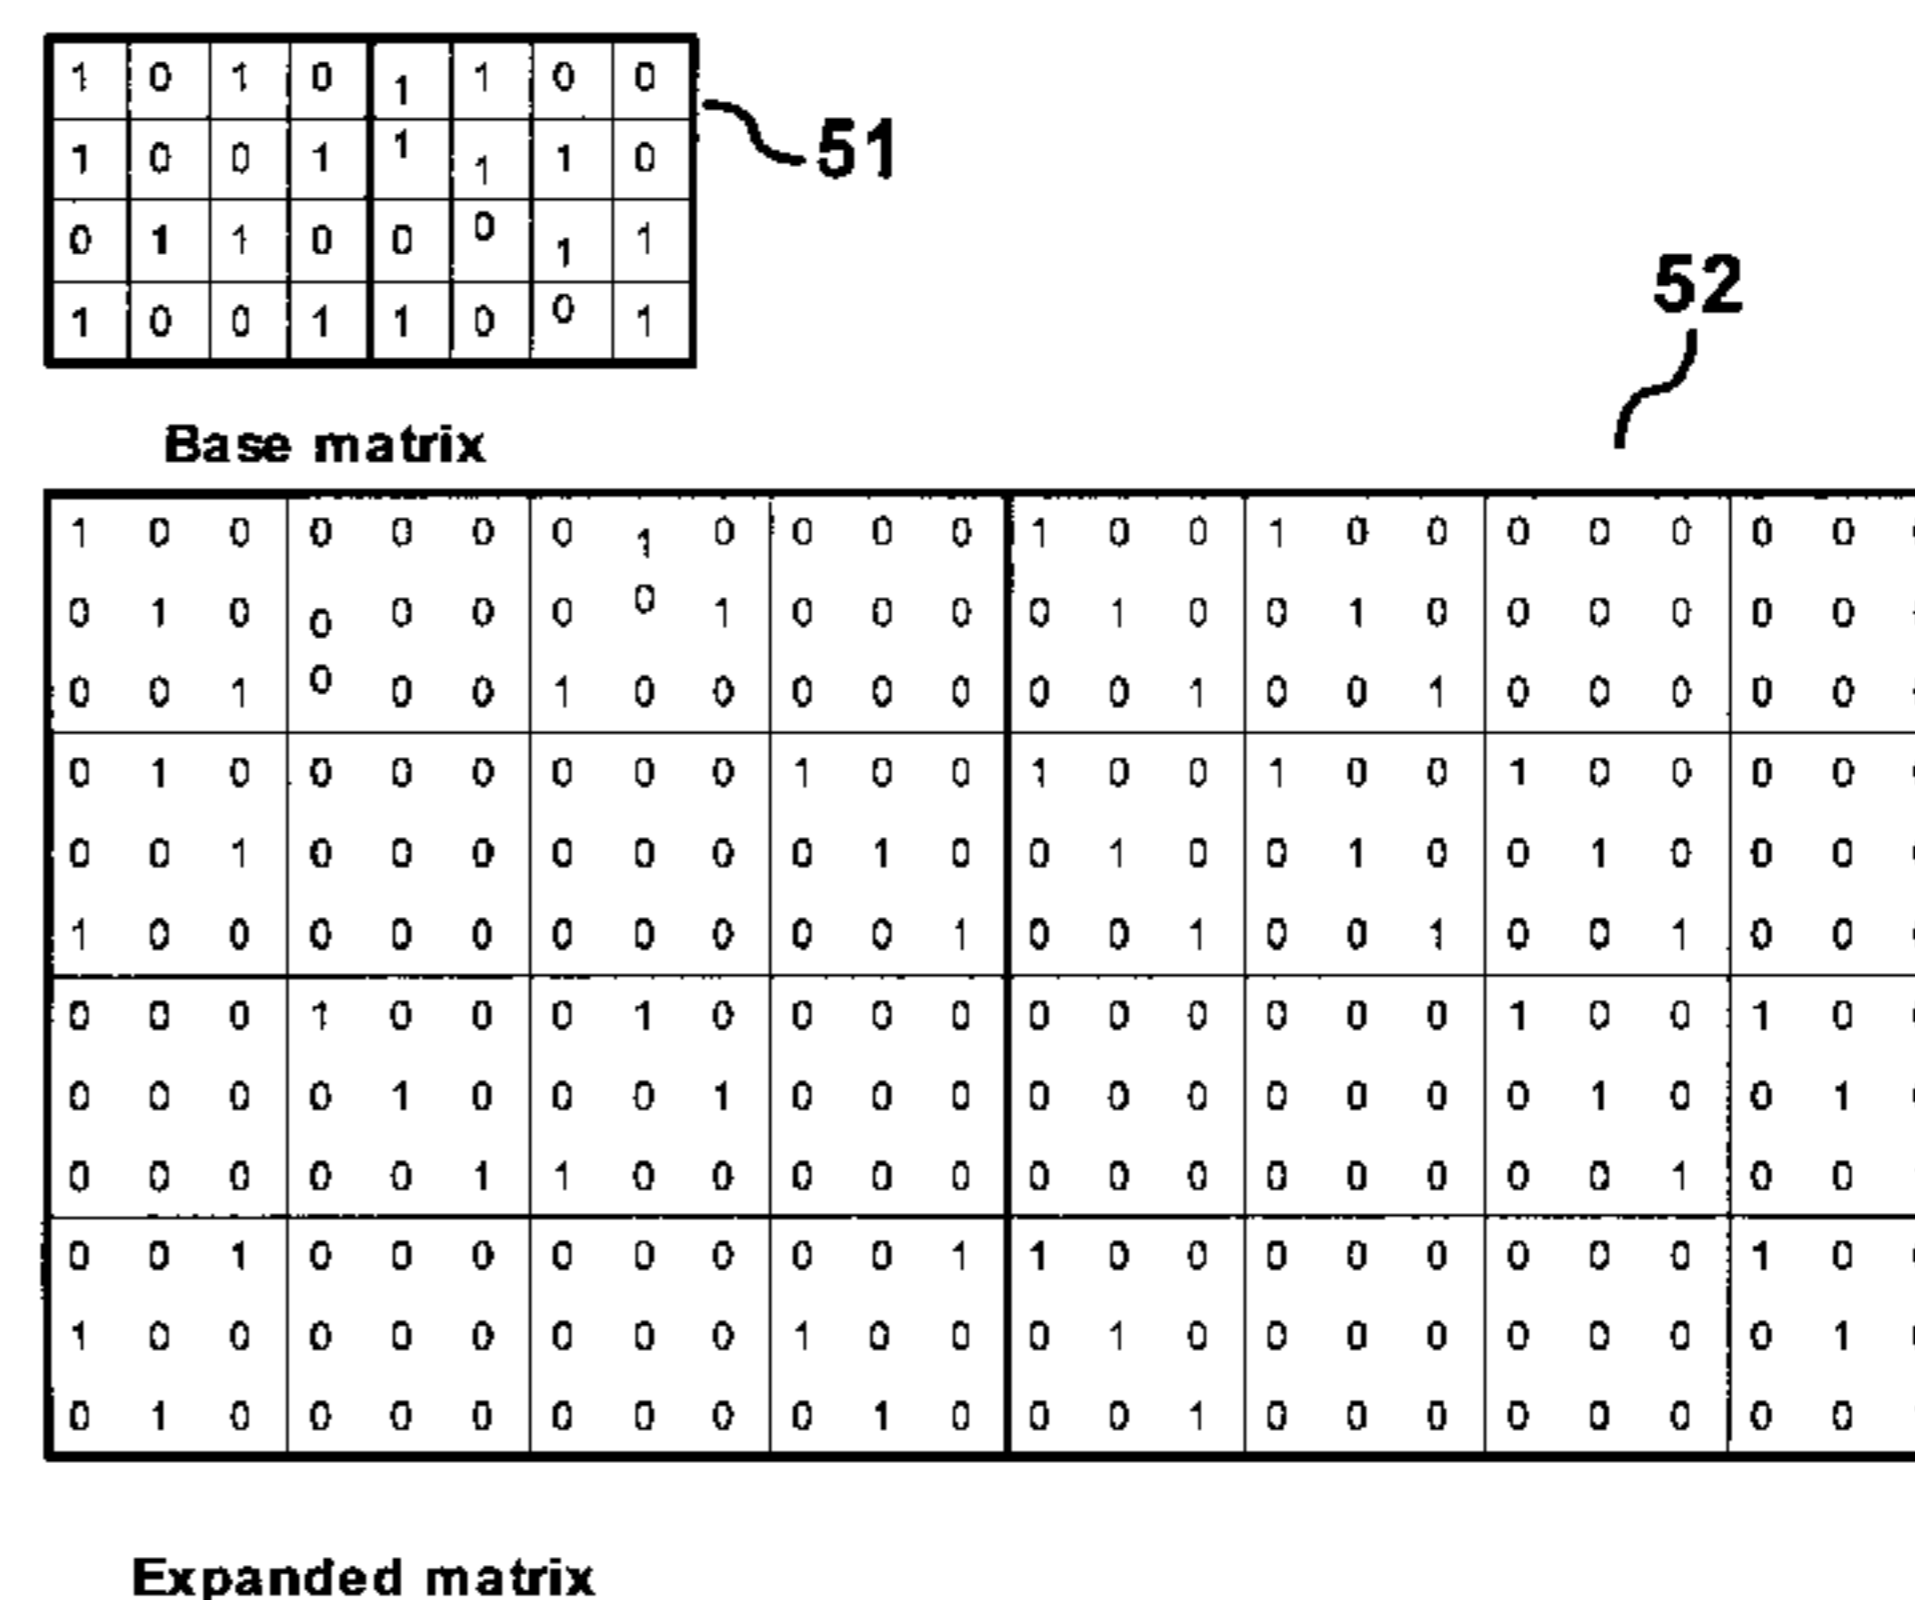 1 0 1 0 1 1 0 0
1 0 0 1 1 1 1 0
51
0 1 1 0 0 0 1 1
1 0 0 1 1 0 0 1
52
Base matrix
1 0 0 0 0 0 0 1 0 0 0 0 1 0 0 1 0 0 0 0 0 0 0
0 1 0 0 0 0 0 0 1 0 0 0 0 1 0 0 1 0 0 0 0 0 0
0 0 1 0 0 0 1 0 0 0 0 0 0 0 1 0 0 1 0 0 0 0 0
0 1 0 0 0 0 0 0 0 1 0 0 1 0 0 1 0 0 1 0 0 0 0
0 0 1 0 0 0 0 0 0 0 1 0 0 1 0 0 1 0 0 1 0 0 0
1 0 0 0 0 0 0 0 0 0 0 1 0 0 1 0 0 1 0 0 1 0 0
0 0 0 1 0 0 0 1 0 0 0 0 0 0 0 0 0 0 1 0 0 1 0
0 0 0 0 1 0 0 0 1 0 0 0 0 0 0 0 0 0 0 1 0 0 1
0 0 0 0 0 1 1 0 0 0 0 0 0 0 0 0 0 0 0 0 1 0 0
0 0 1 0 0 0 0 0 0 0 0 1 1 0 0 0 0 0 0 0 0 1 0
1 0 0 0 0 0 0 0 0 1 0 0 0 1 0 0 0 0 0 0 0 0 1
0 1 0 0 0 0 0 0 0 0 1 0 0 0 1 0 0 0 0 0 0 0 0
Expanded matrix